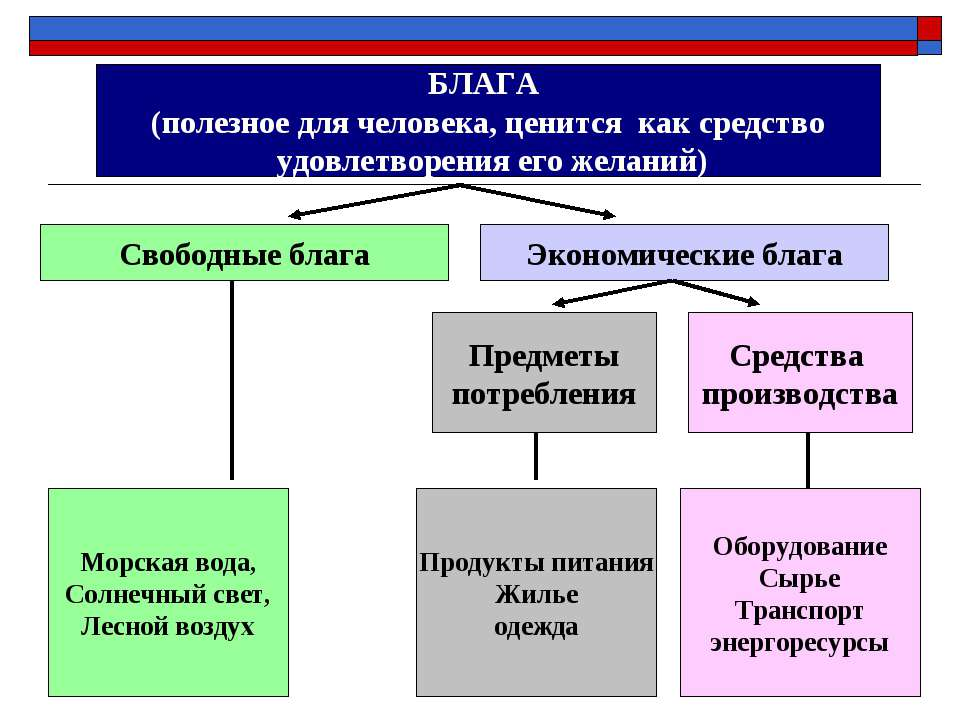 БЛАГА
(полезное для человека, ценится как средство
удовлетворения его желаний)
Свободные блага
Экономические блага
Предметы
потребления
Средства
производства
Морская вода,
Солнечный свет,
Лесной воздух
Продукты питания
Жилье
одежда
Оборудование
Сырье
Транспорт
энергоресурсы